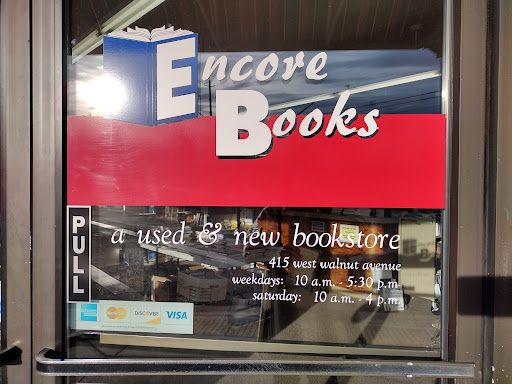 Encore
Books
PULL
a used & new bookstore
415 west walnut avenue
weekdays: 10 a.m. - 5:30 p.m
saturday: 10 a.m. - 4 p.m.
DISCOVER VISA